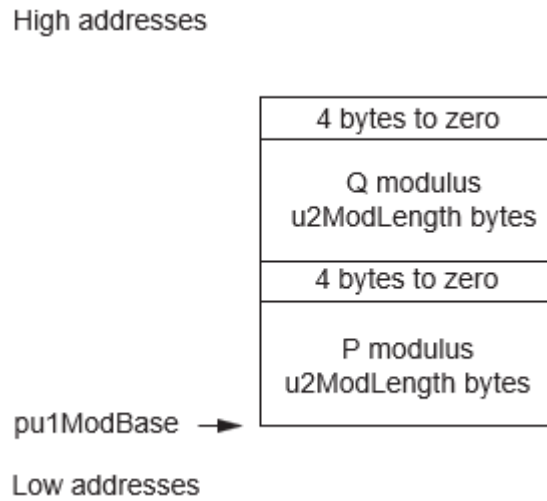 High addresses
4 bytes to zero
Q modulus
u2ModLength bytes
4 bytes to zero
P modulus
u2ModLength bytes
pu1ModBase
Low addresses